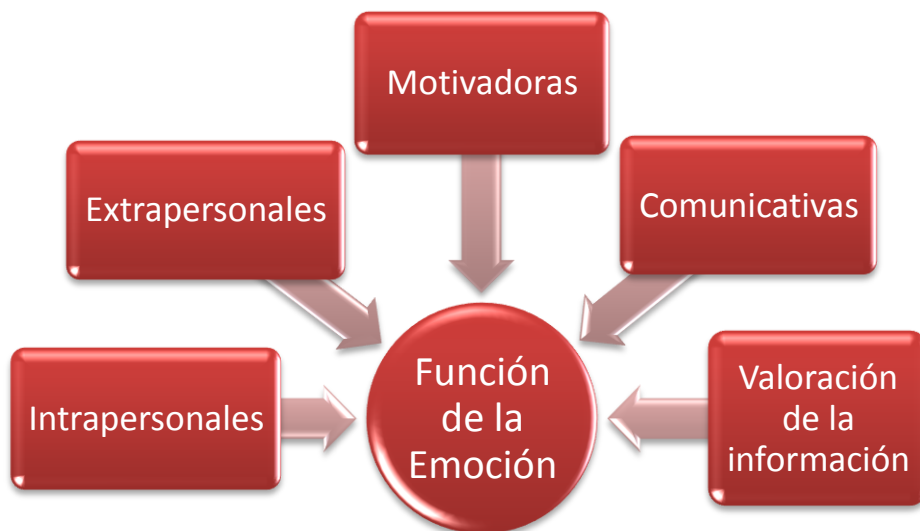 Motivadoras
Extrapersonales
Comunicativas
Intrapersonales
Función
de la
Emoción
Valoración
de la
información